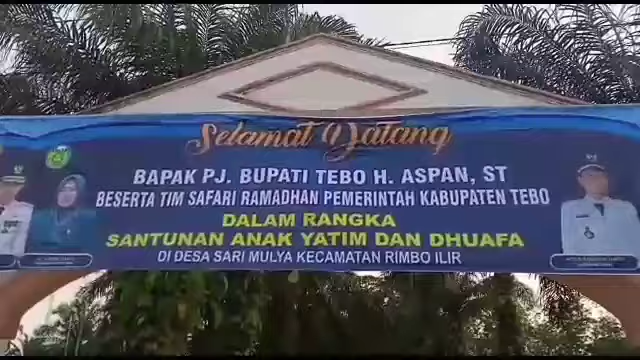 Selamat Datang
BAPAK PJ. BUPATI TEBO H. ASPAN, ST
BESERTA TIM SAFARI RAMADHAN PEMERINTAH KABUPATEN TEBO
DALAM RANGKA
SANTUNAN ANAK YATIM DAN DHUAFA
DI DESA SARI MULYA KECAMATAN RIMBO ILIR